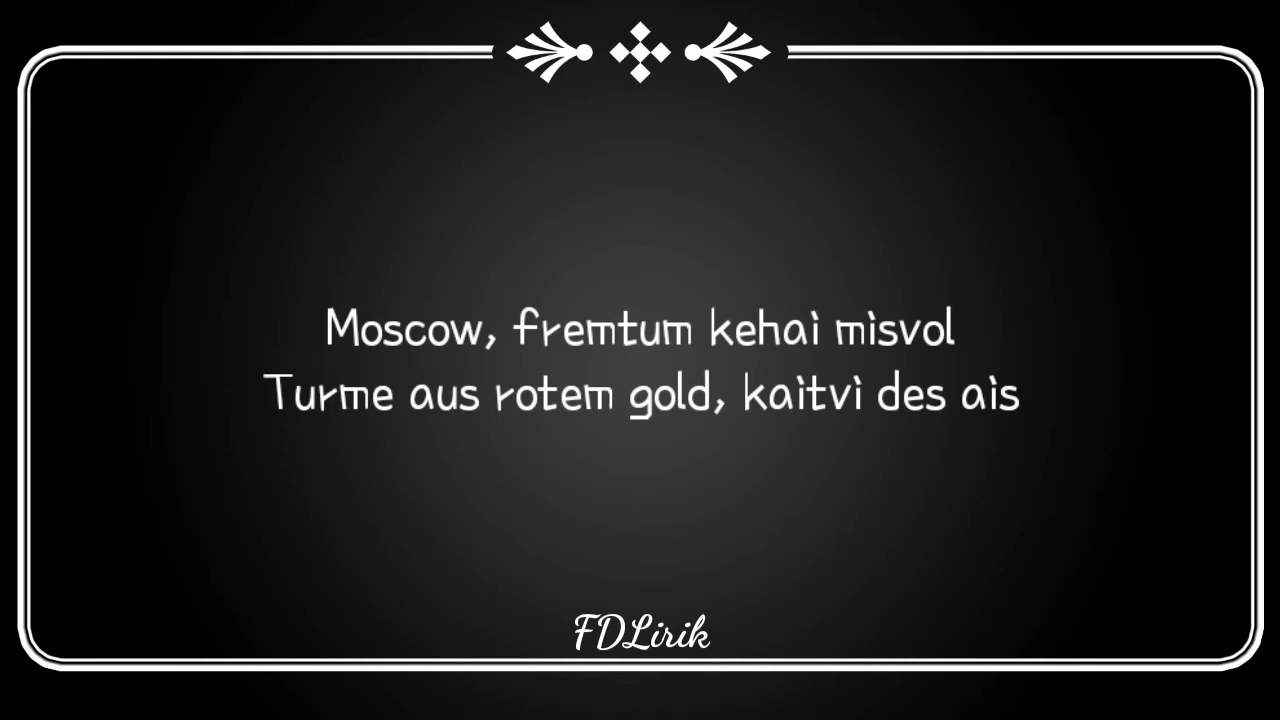 Moscow, fremtum kehai misvol
Turme aus rotem gold, kaitvi des ais
FDLirik